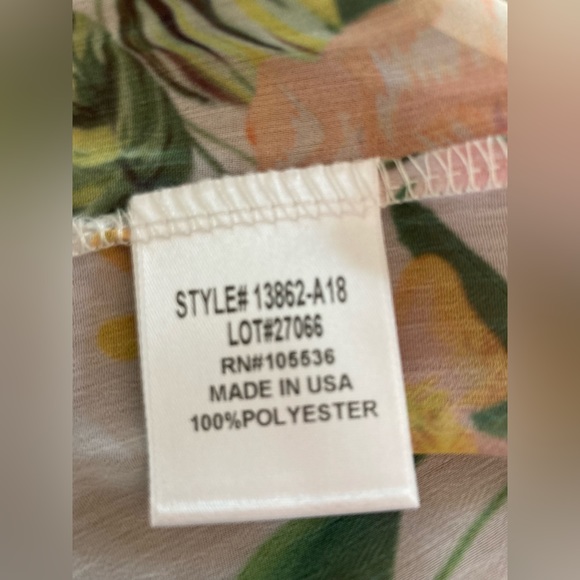 STYLE# 13862-A18
LOT#27066
RN#105536
MADE IN USA
100%POLYESTER